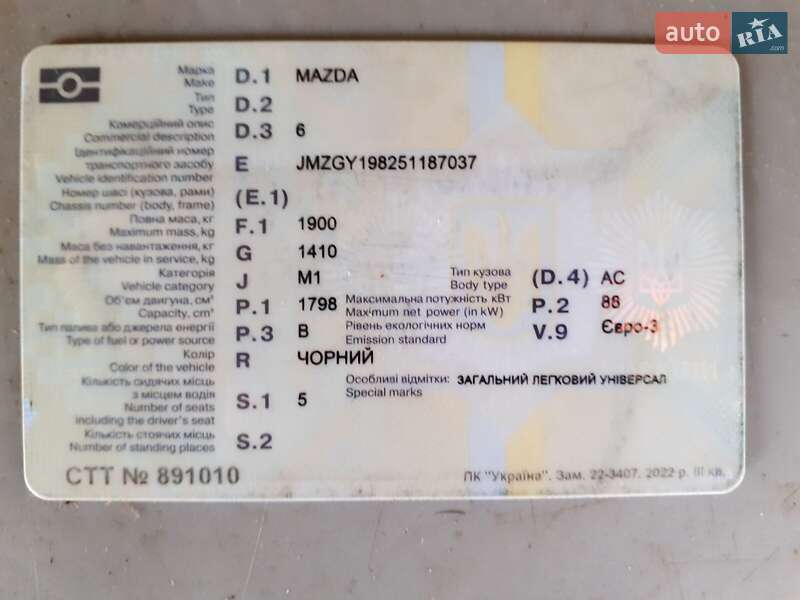 auto RIA.com
Марка
Make D.1 MAZDA
Тип
Type D.2
Комерційний опис
Commercial description D.3 6
Ідентифікаційний номер
транспортного засобу
Vehicle identification number E JMZGY198251187037
Номер шасі (кузова, рами)
Chassis number (body, frame) (E.1)
Повна маса, кг
Maximum mass, kg F.1 1900
Маса без навантаження, кг
Mass of the vehicle in service, kg G 1410
Категорія
Vehicle category J M1 Тип кузова
Body type (D.4) AC
Об'єм двигуна, см³
Capacity, cm³ P.1 1798 Максимальна потужність кВт
Maximum net power (in kW) P.2 88
Тип палива або джерела енергії
Type of fuel or power source P.3 B Рівень екологічних норм
Emission standard V.9 Євро-3
Колір
Color of the vehicle R ЧОРНИЙ
Кількість сидячих місць
з місцем водія
Number of seats
including the driver's seat S.1 5
Особливі відмітки: ЗАГАЛЬНИЙ ЛЕГКОВИЙ УНІВЕРСАЛ
Special marks
Кількість стоячих місць
Number of standing places S.2
СТТ № 891010
ПК "Україна". Зам. 22-3407. 2022 р. III кв.